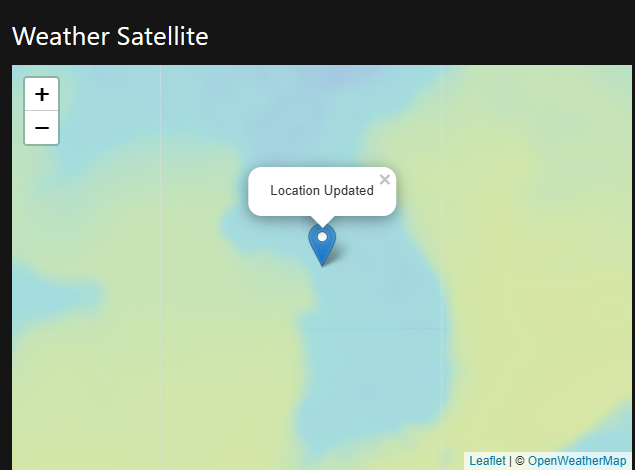 Weather Satellite
+
−
Location Updated
×
Leaflet | © OpenWeatherMap